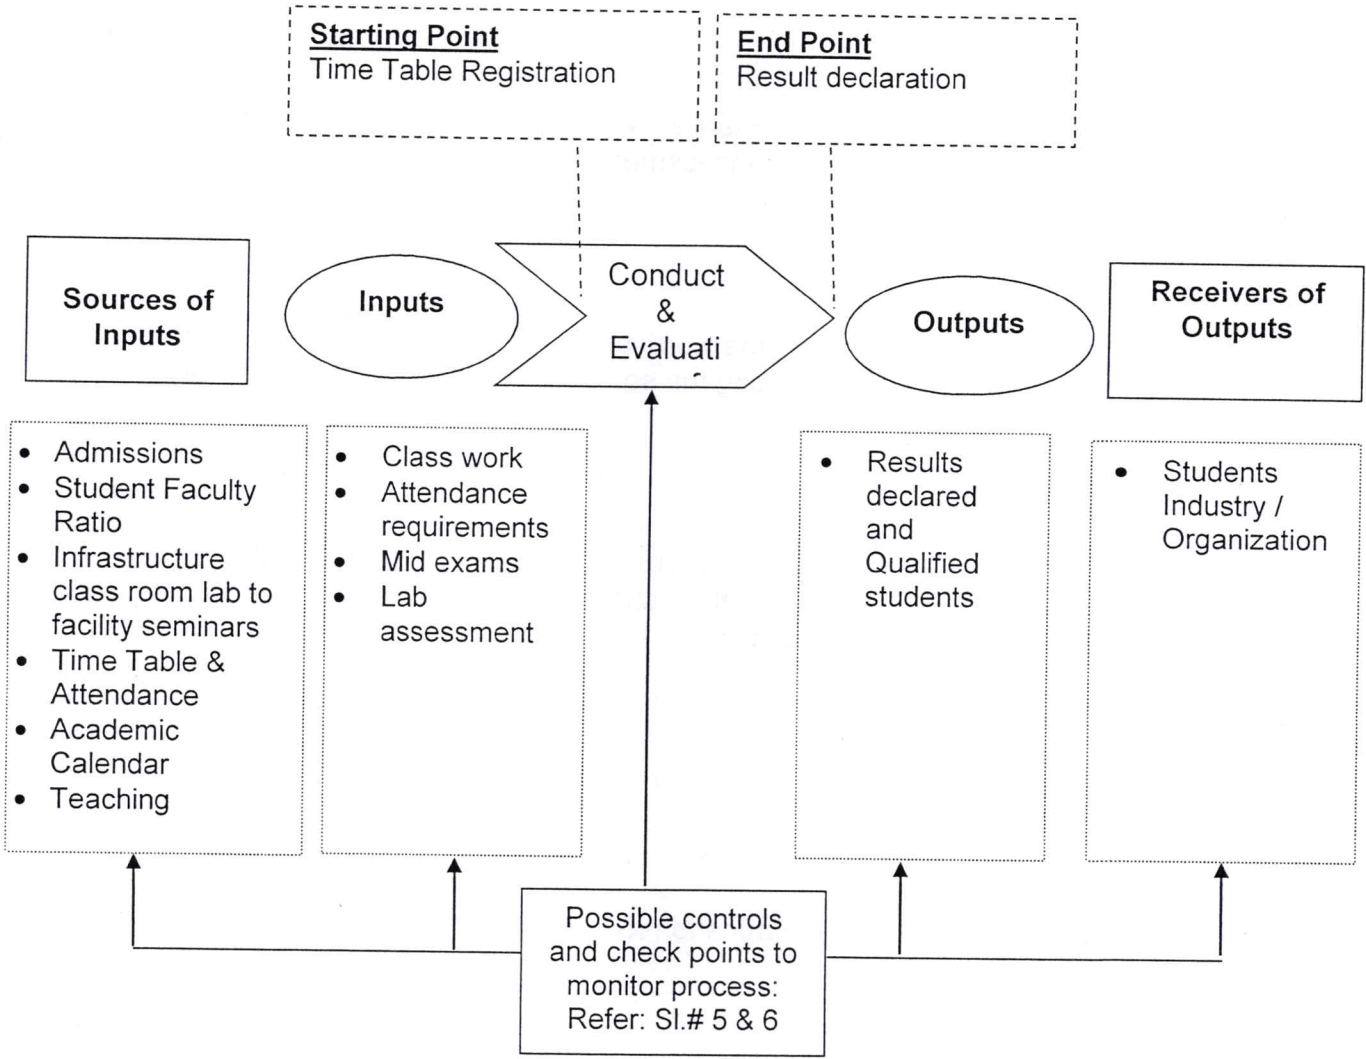 Starting Point
Time Table Registration
End Point
Result declaration
Sources of
Inputs
Inputs
Conduct
&
Evaluati
Outputs
Receivers of
Outputs
• Admissions
• Student Faculty
Ratio
• Infrastructure
class room lab to
facility seminars
• Time Table &
Attendance
• Academic
Calendar
• Teaching
• Class work
• Attendance
requirements
• Mid exams
• Lab
assessment
• Results
declared
and
Qualified
students
• Students
Industry /
Organization
Possible controls
and check points to
monitor process:
Refer: Sl.# 5 & 6